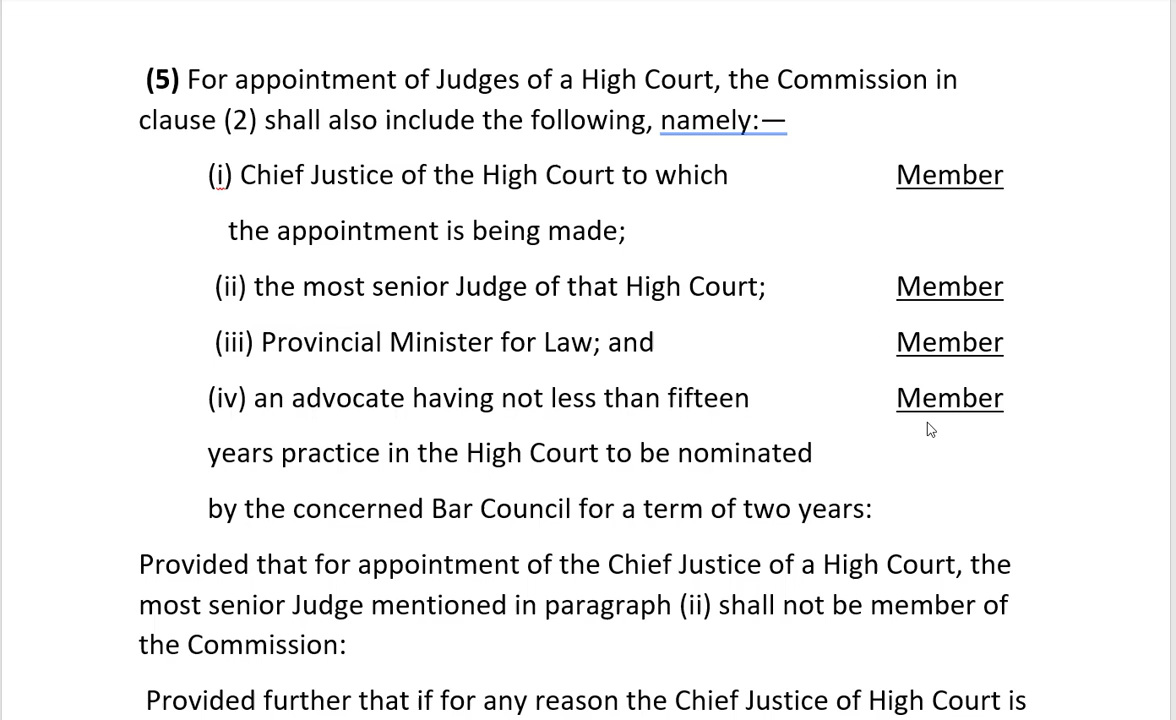 (5) For appointment of Judges of a High Court, the Commission in
clause (2) shall also include the following, namely:—
(i) Chief Justice of the High Court to which Member
the appointment is being made;
(ii) the most senior Judge of that High Court; Member
(iii) Provincial Minister for Law; and Member
(iv) an advocate having not less than fifteen Member
years practice in the High Court to be nominated
by the concerned Bar Council for a term of two years:
Provided that for appointment of the Chief Justice of a High Court, the
most senior Judge mentioned in paragraph (ii) shall not be member of
the Commission:
Provided further that if for any reason the Chief Justice of High Court is